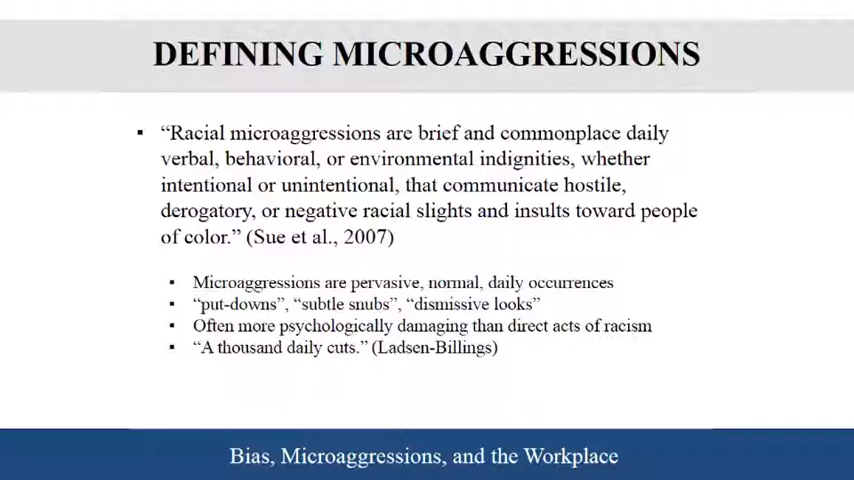 DEFINING MICROAGGRESSIONS
▪ “Racial microaggressions are brief and commonplace daily
verbal, behavioral, or environmental indignities, whether
intentional or unintentional, that communicate hostile,
derogatory, or negative racial slights and insults toward people
of color.” (Sue et al., 2007)
▪ Microaggressions are pervasive, normal, daily occurrences
▪ “put-downs”, “subtle snubs”, “dismissive looks”
▪ Often more psychologically damaging than direct acts of racism
▪ “A thousand daily cuts.” (Ladsen-Billings)
Bias, Microaggressions, and the Workplace